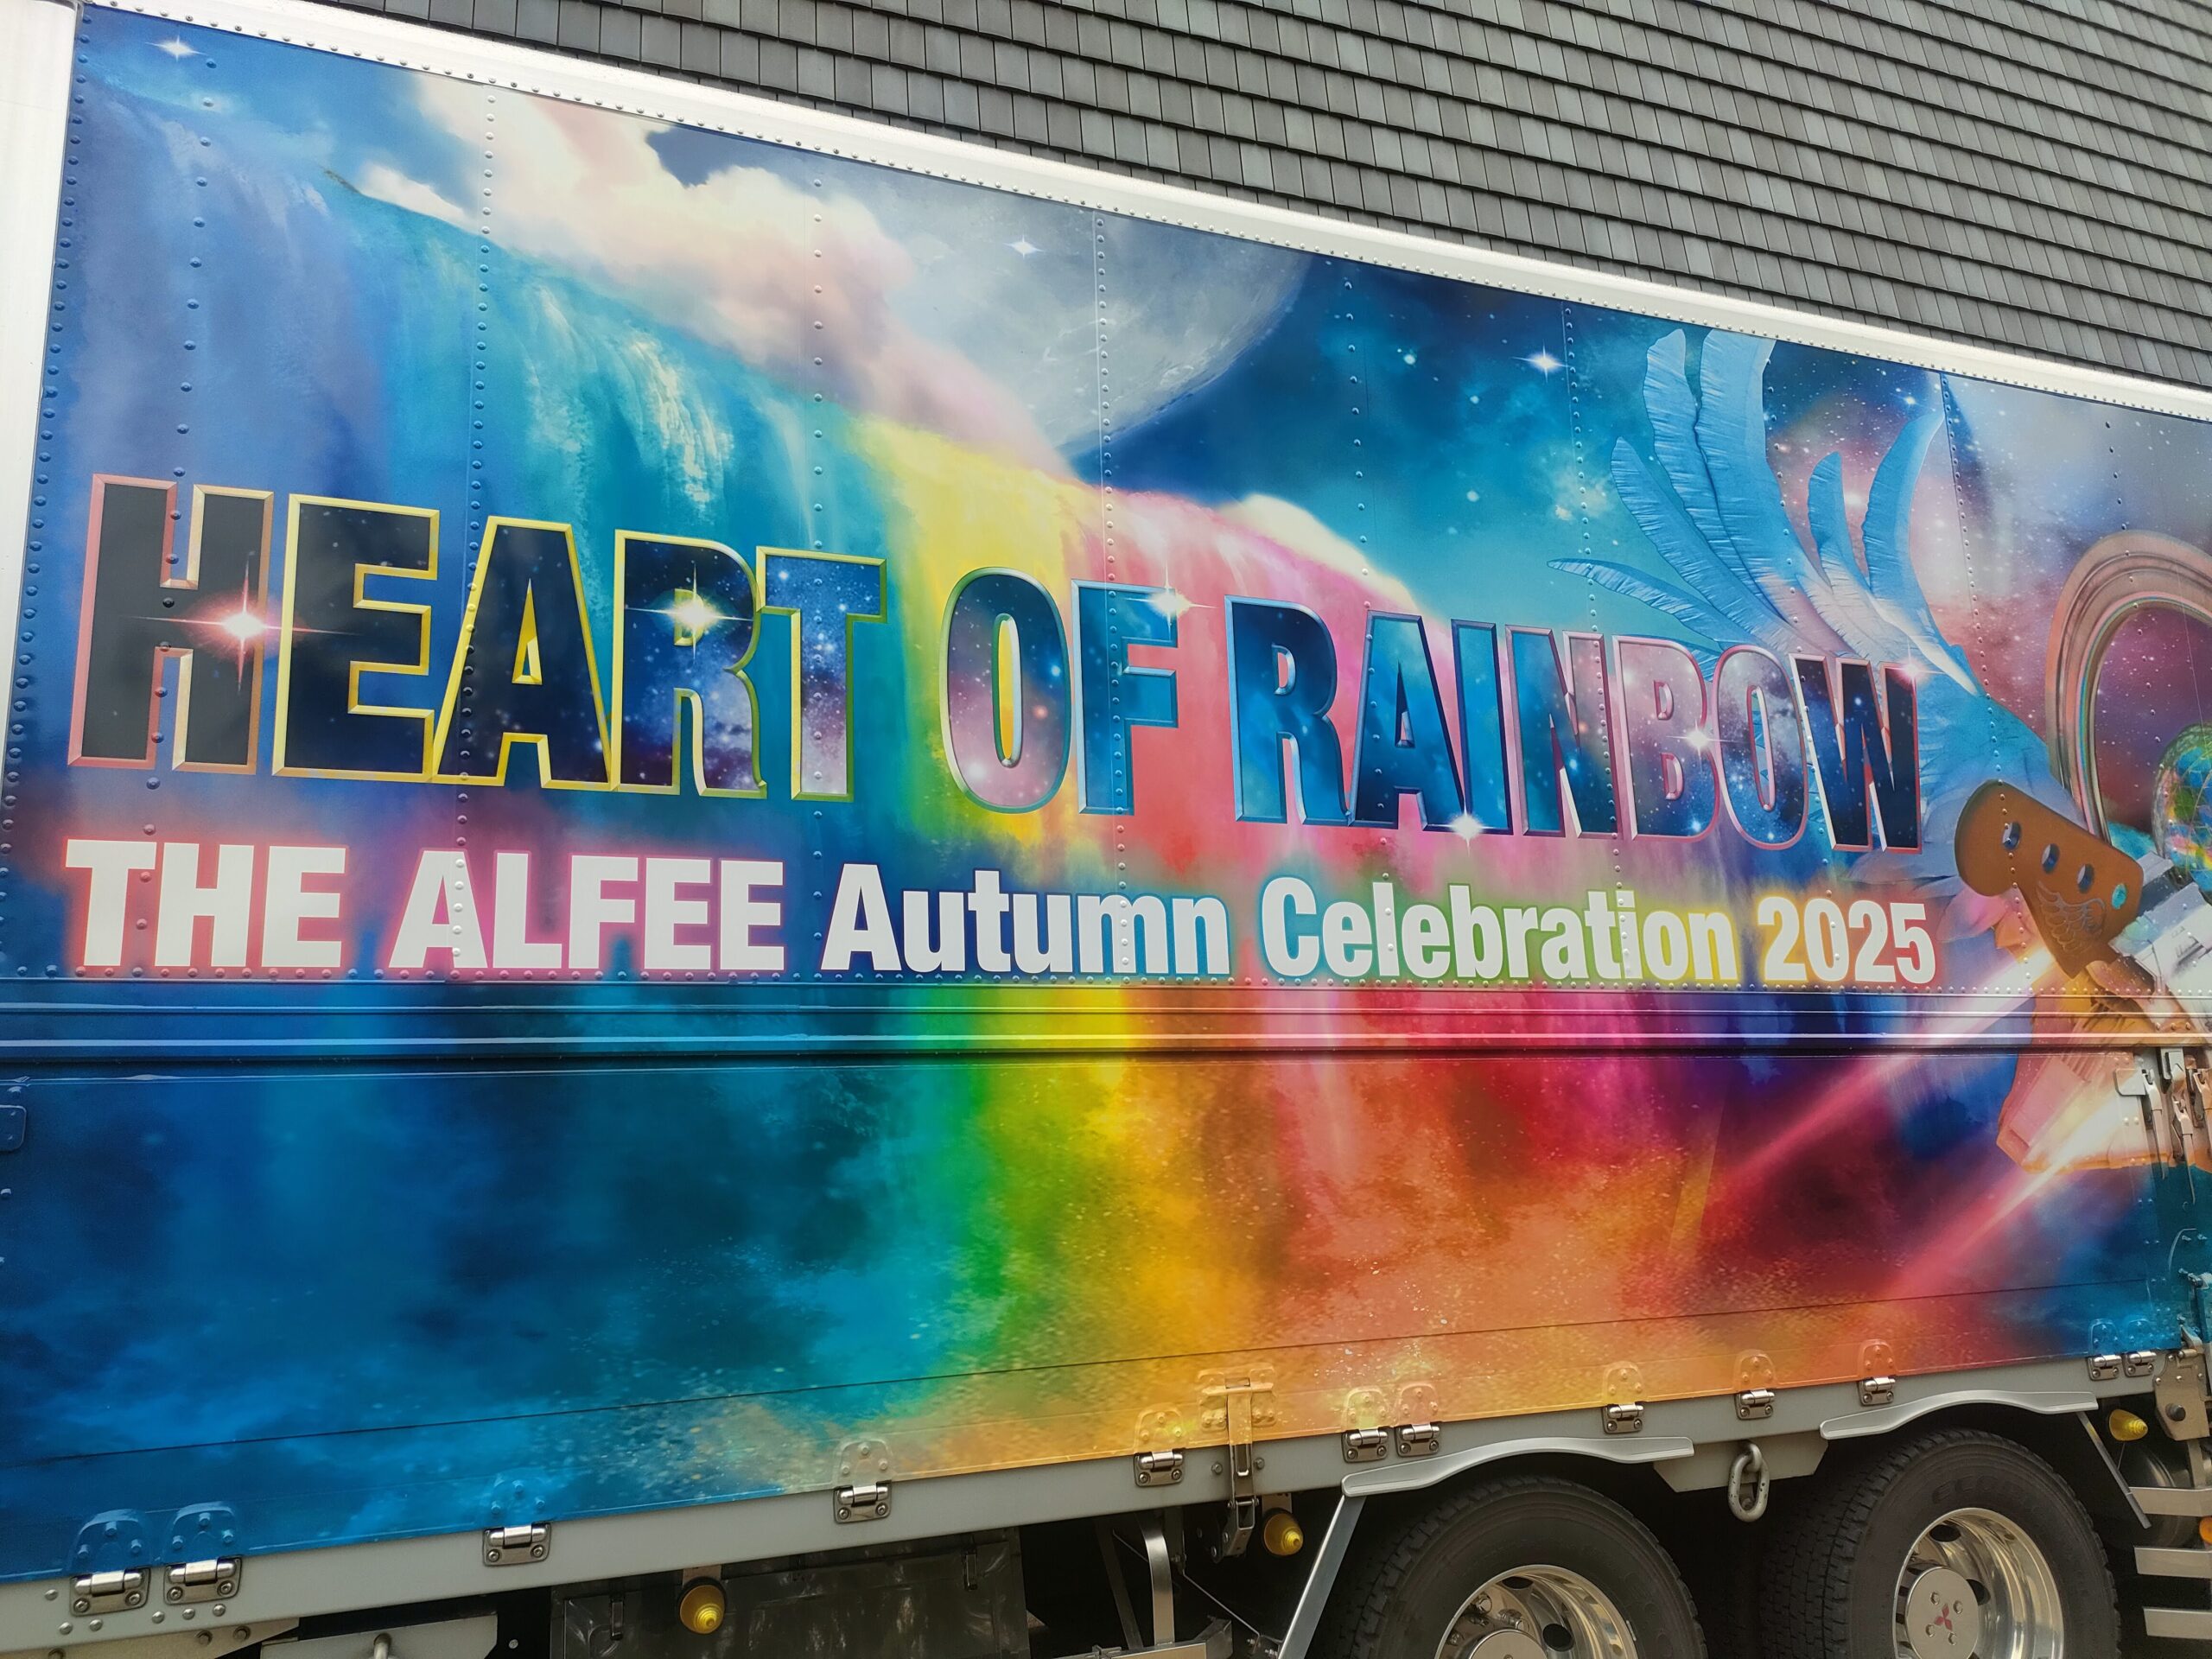 HEART OF RAINBOW
THE ALFEE Autumn Celebration 2025